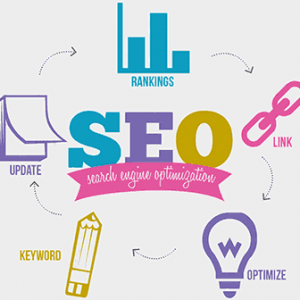 RANKINGS
SEO
search engine optimization
LINK
UPDATE
KEYWORD
OPTIMIZE